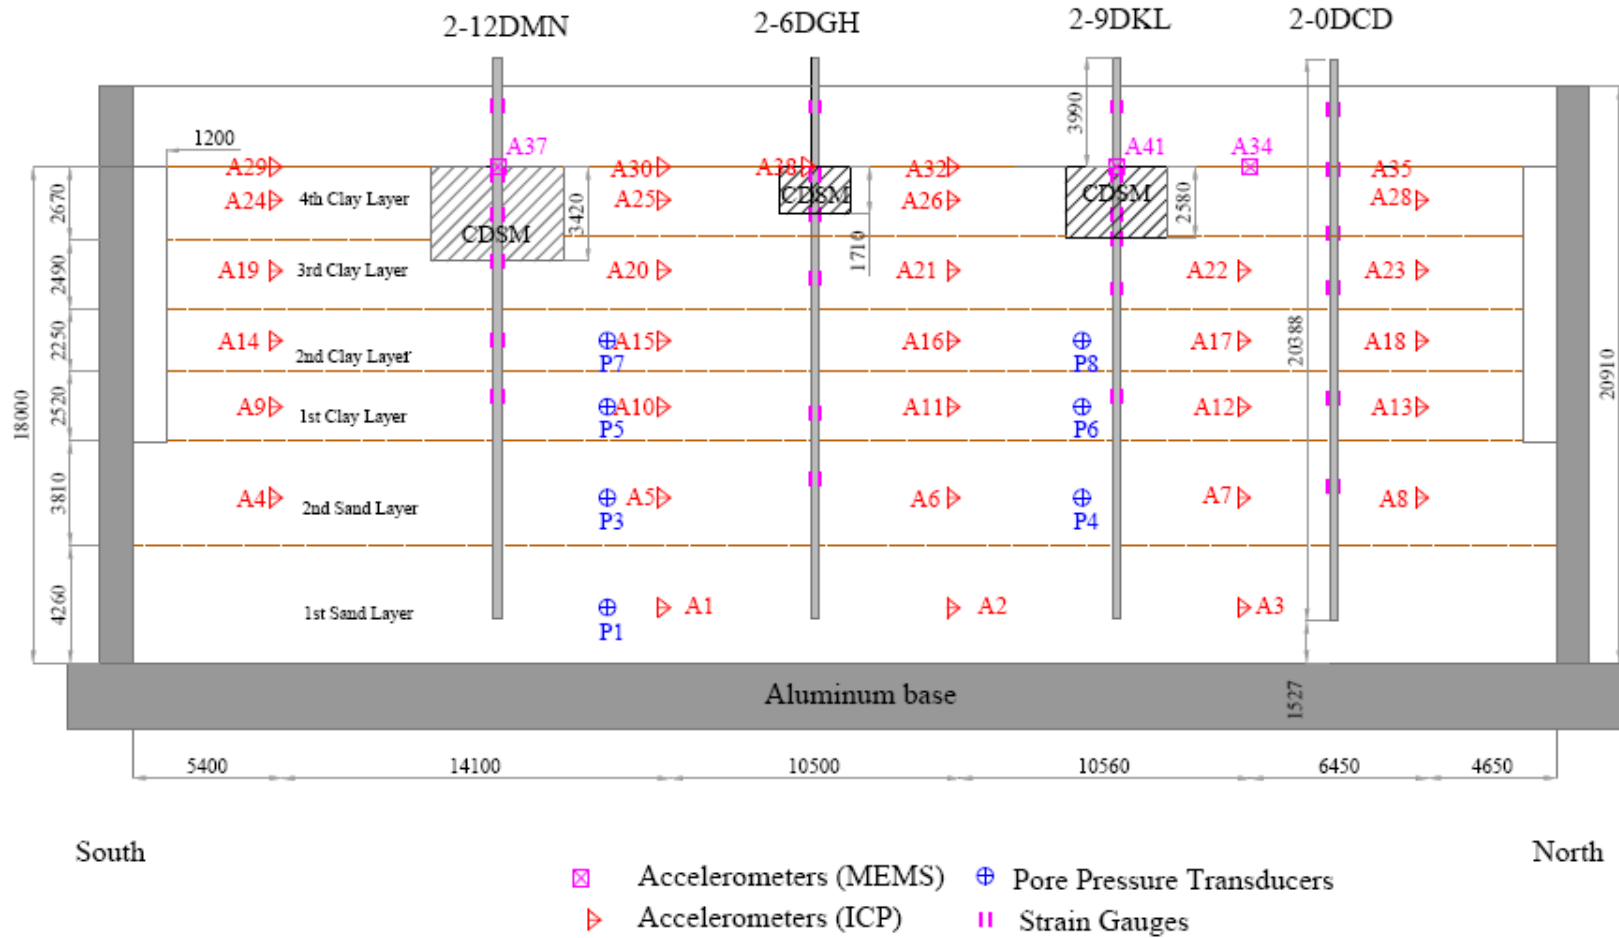 2-12DMN 2-6DGH 2-9DKL 2-0DCD
3990
1200
A37 A41 A34
A29 A30 A38 A32 A35
A24 4th Clay Layer A25 CDSM A26 CDSM A28
2670 3420 1710 2580
CDSM
A19 3rd Clay Layer A20 A21 A22 A23
2490
A14 2nd Clay Layer A15 A16 A17 A18
P7 P8
2250 20388 20910
A9 1st Clay Layer A10 A11 A12 A13
P5 P6
2520 18000
A4 2nd Sand Layer A5 A6 A7 A8
P3 P4
3810
1st Sand Layer A1 A2 A3
P1
4260
Aluminum base
1527
5400 14100 10500 10560 6450 4650
South North
Accelerometers (MEMS) Pore Pressure Transducers
Accelerometers (ICP) Strain Gauges